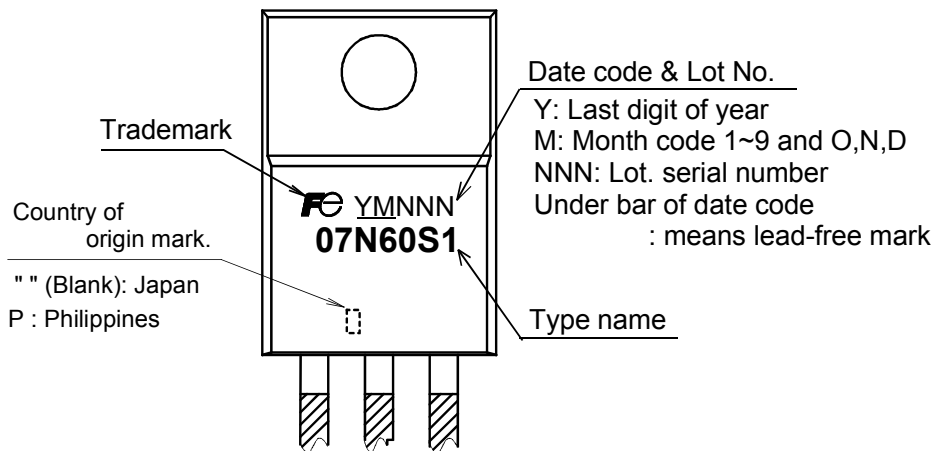 Date code & Lot No.
Y: Last digit of year
M: Month code 1~9 and O,N,D
NNN: Lot. serial number
Under bar of date code
: means lead-free mark
Trademark
Fe YMNNN
07N60S1
Country of
origin mark.
" " (Blank): Japan
P : Philippines
Type name